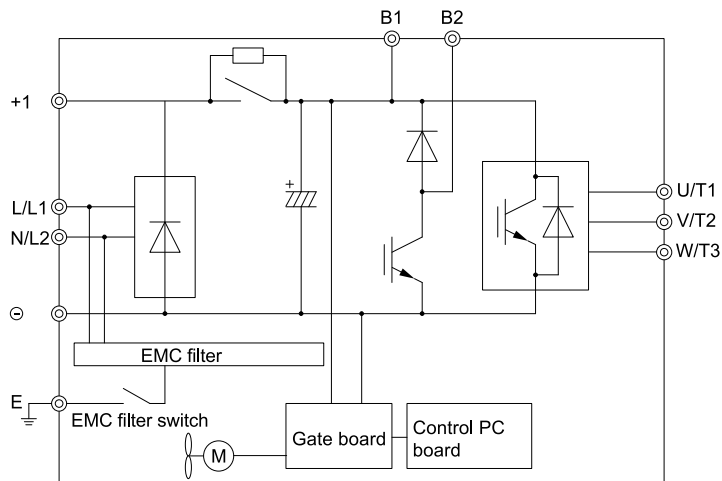 B1
B2
+1
+
L/L1
N/L2
U/T1
V/T2
W/T3
⊖
EMC filter
E
EMC filter switch
M
Gate board
Control PC
board